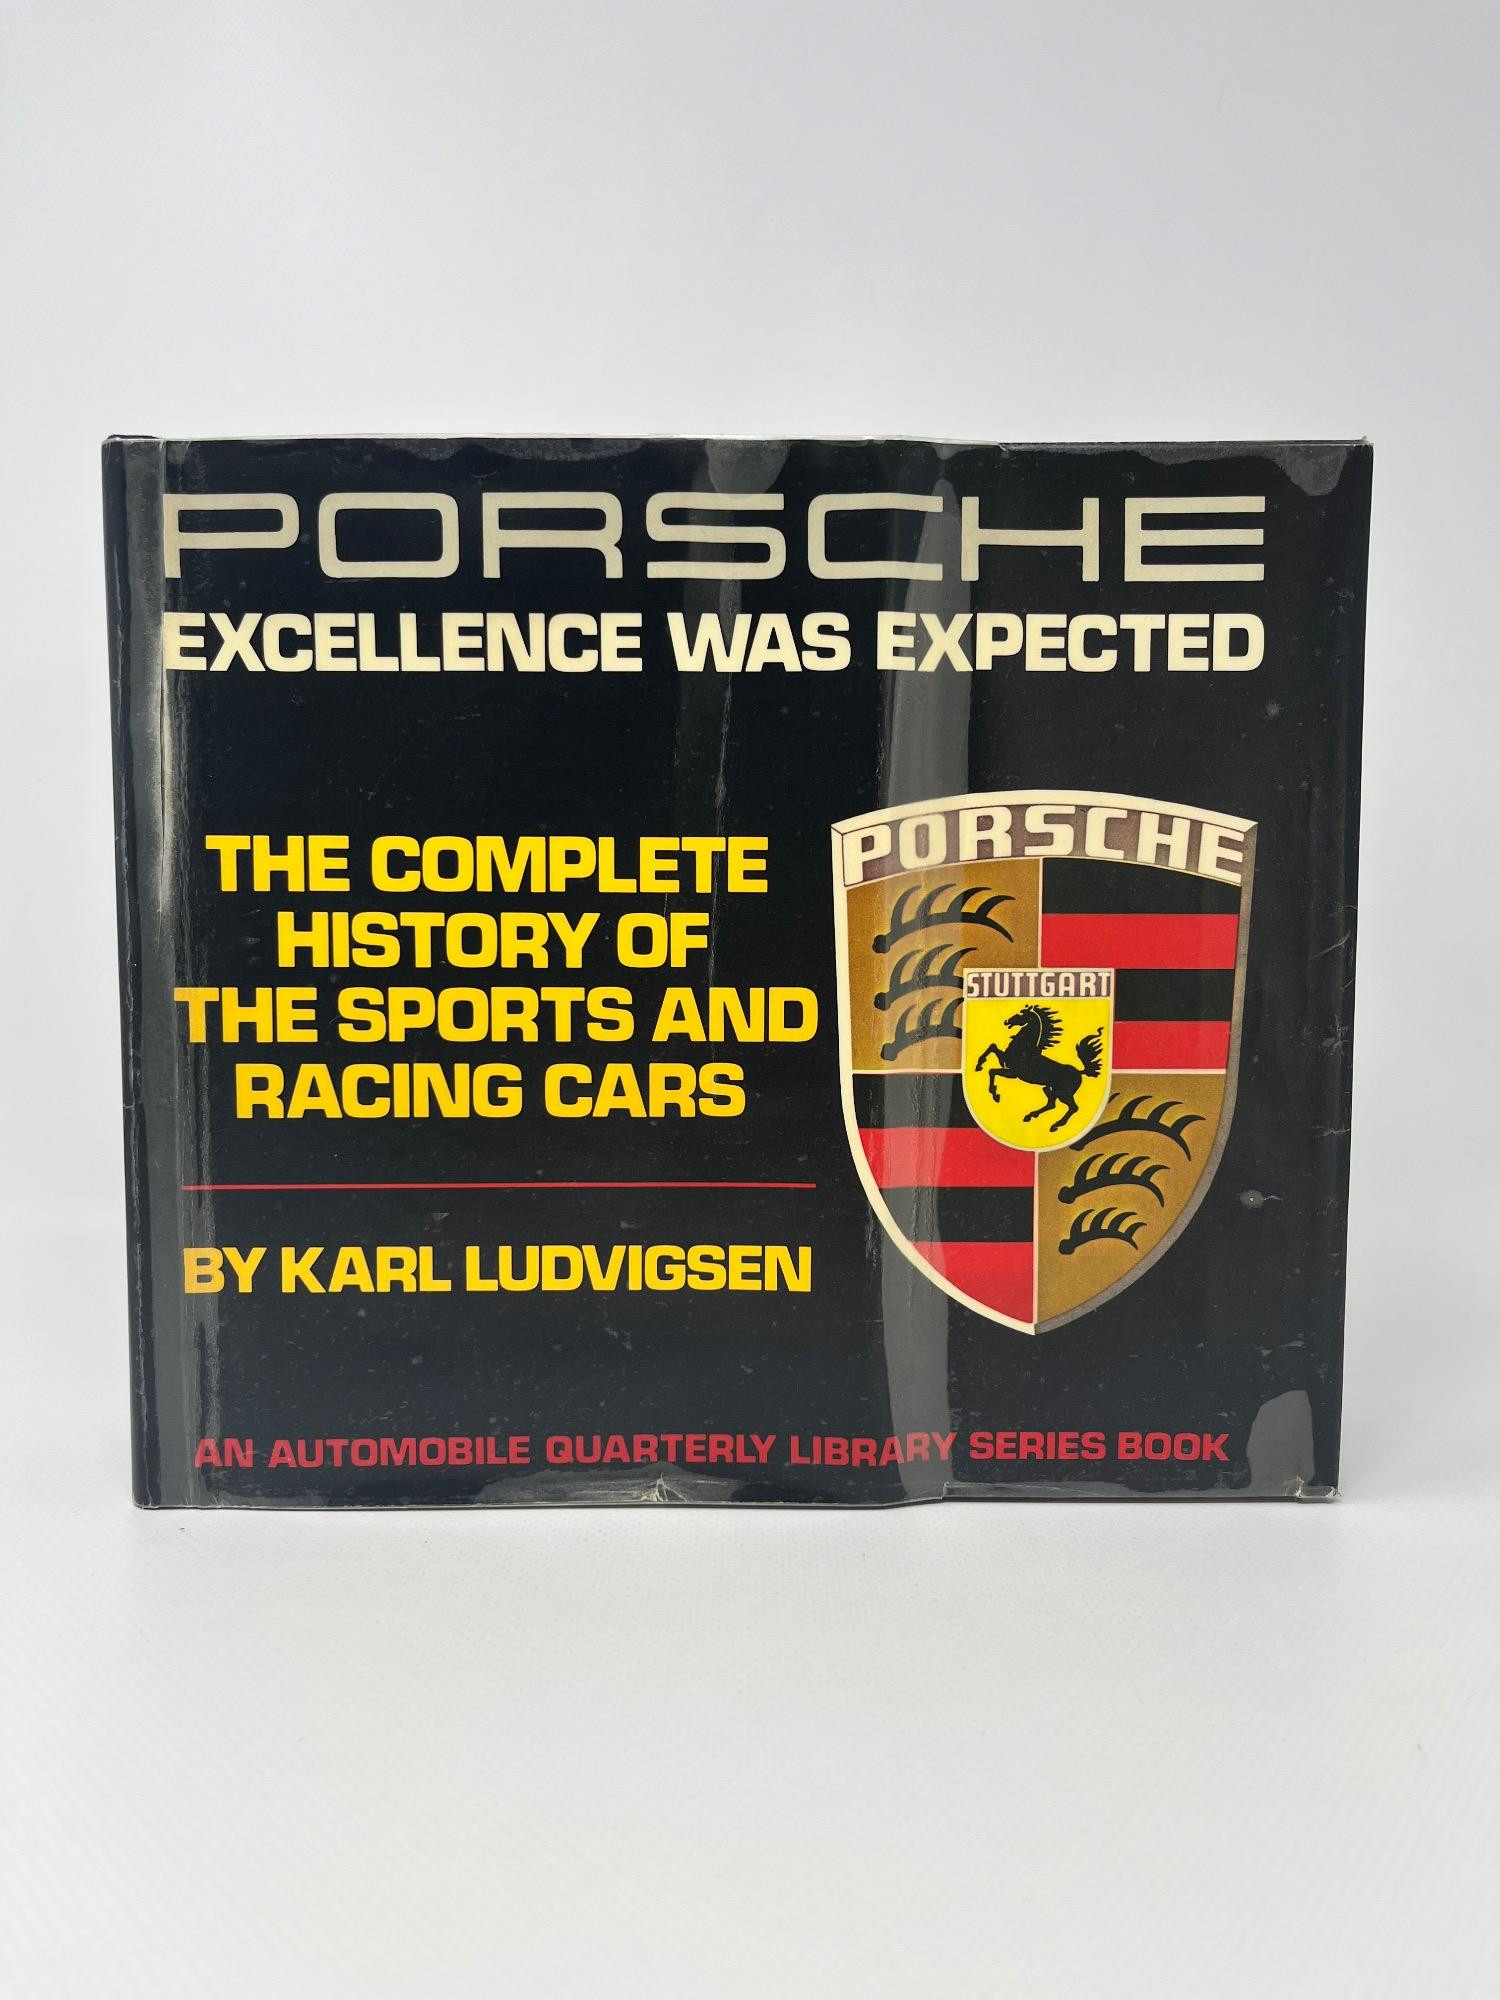 PORSCHE
EXCELLENCE WAS EXPECTED
THE COMPLETE
HISTORY OF
THE SPORTS AND
RACING CARS
BY KARL LUDVIGSEN
PORSCHE
STUTTGART
AN AUTOMOBILE QUARTERLY LIBRARY SERIES BOOK